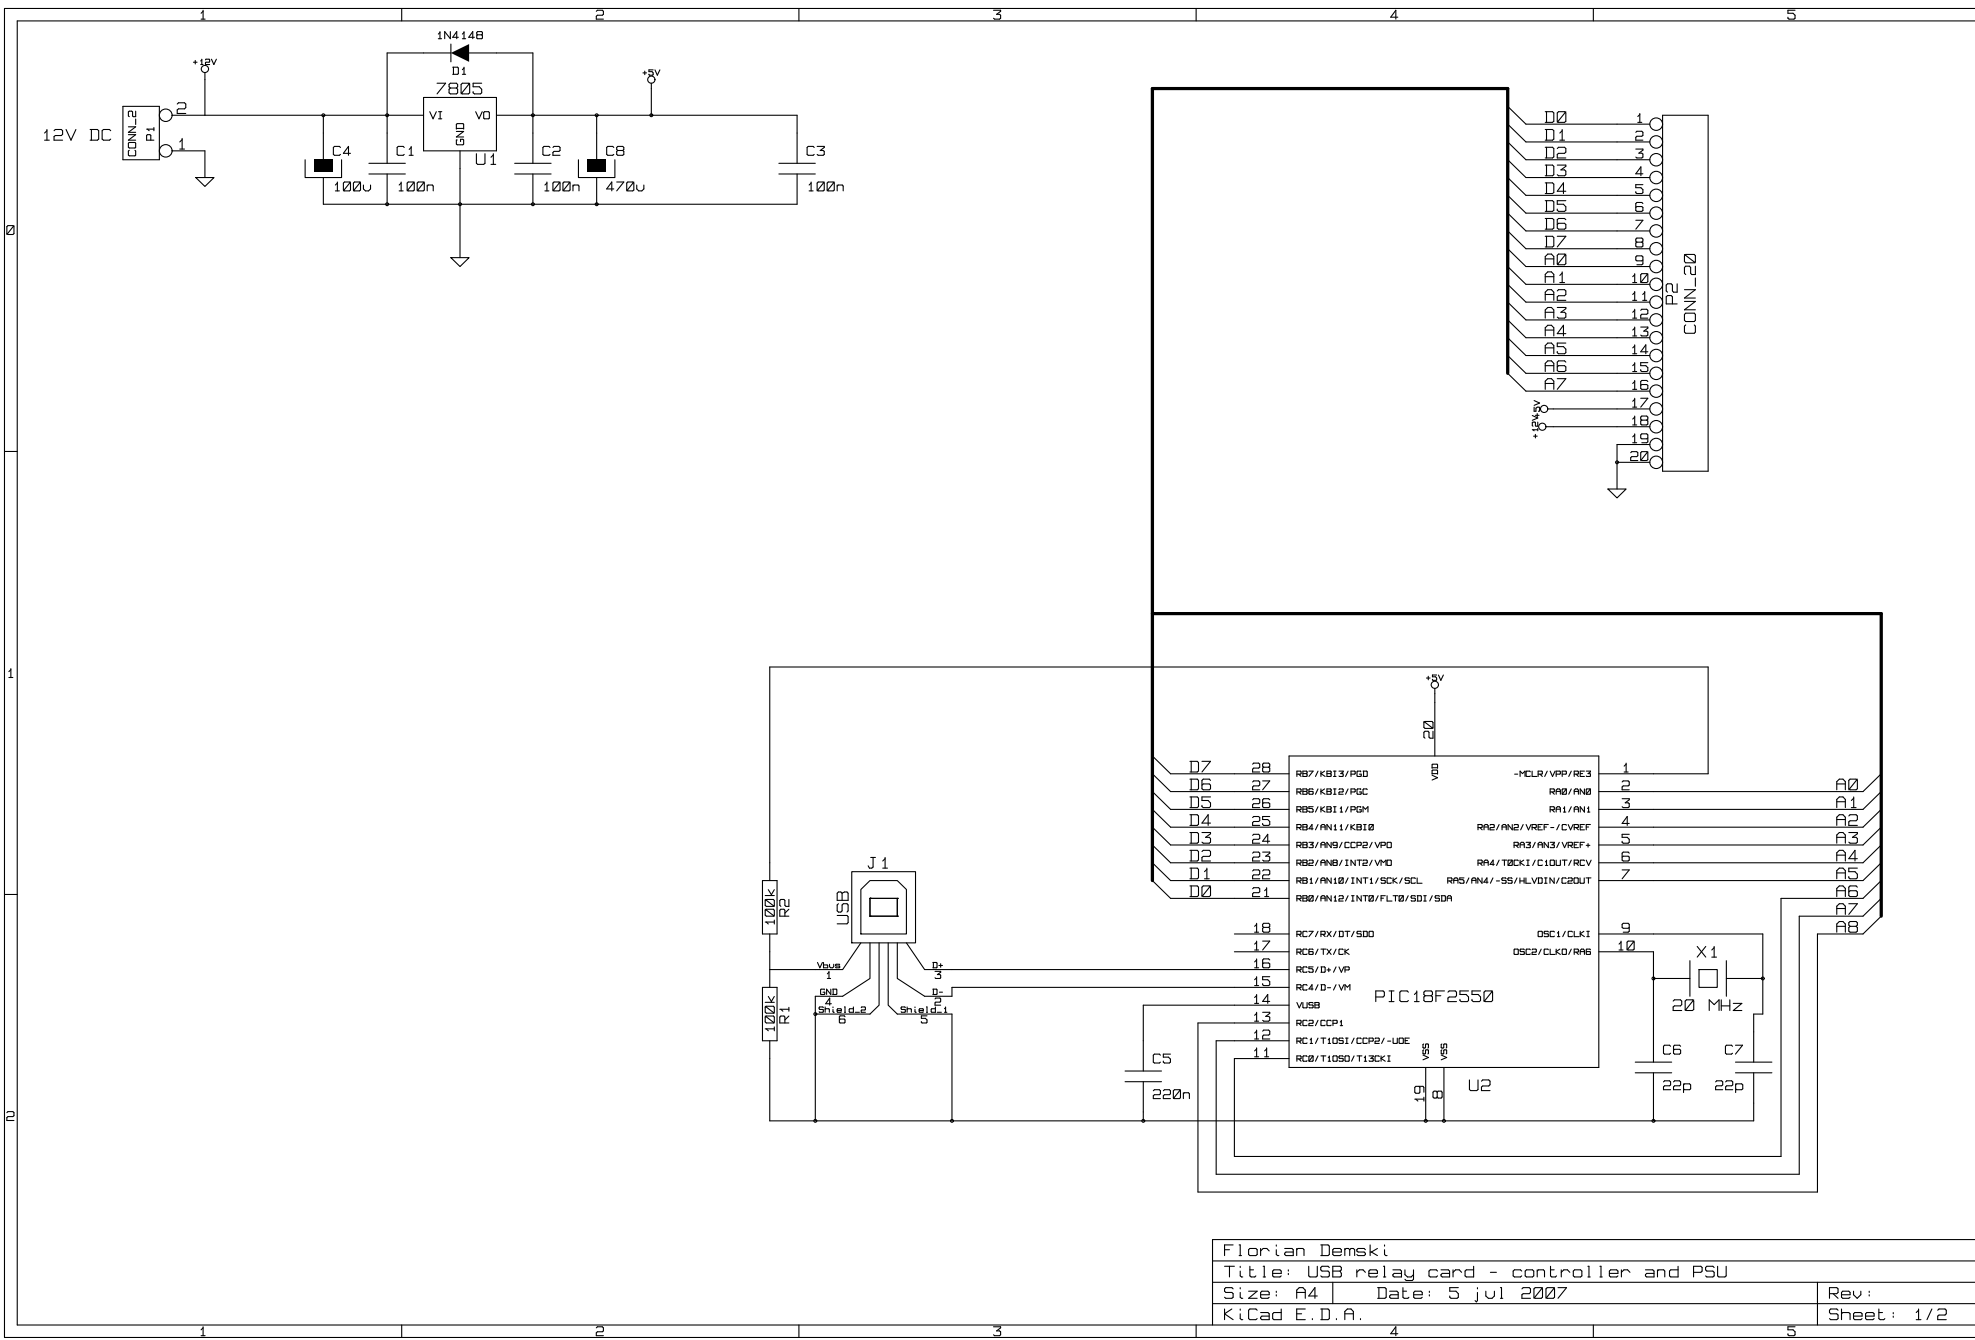 1 2 3 4 5
0
1
2
12V DC
CONN_2
P1
2
1
+12V
1N4148
D1
7805
VI
VO
GND
U1
+5V
C4
100u
C1
100n
C2
100n
C8
470u
C3
100n
D0 1
D1 2
D2 3
D3 4
D4 5
D5 6
D6 7
D7 8
A0 9
A1 10
A2 11
A3 12
A4 13
A5 14
A6 15
A7 16
+5V 17
+12V 18
19
20
P2
CONN_20
+5V
20
VDD
D7 28 RB7/KBI3/PGD
D6 27 RB6/KBI2/PGC
D5 26 RB5/KBI1/PGM
D4 25 RB4/AN11/KBI0
D3 24 RB3/AN9/CCP2/VPO
D2 23 RB2/AN8/INT2/VMO
D1 22 RB1/AN10/INT1/SCK/SCL
D0 21 RB0/AN12/INT0/FLT0/SDI/SDA
18 RC7/RX/DT/SDO
17 RC6/TX/CK
16 RC5/D+/VP
15 RC4/D-/VM
14 VUSB
13 RC2/CCP1
12 RC1/T1OSI/CCP2/-UOE
11 RC0/T1OSO/T13CKI
-MCLR/VPP/RE3 1
RA0/AN0 2 A0
RA1/AN1 3 A1
RA2/AN2/VREF-/CVREF 4 A2
RA3/AN3/VREF+ 5 A3
RA4/T0CKI/C1OUT/RCV 6 A4
RA5/AN4/-SS/HLVDIN/C2OUT 7 A5
A6
A7
A8
OSC1/CLKI 9
OSC2/CLKO/RA6 10
PIC18F2550
VSS
VSS
19
8
U2
X1
20 MHz
C6
22p
C7
22p
J1
USB
Vbus
1
GND
4
Shield_2
6
D+
3
D-
2
Shield_1
5
100k
R2
100k
R1
C5
220n
Florian Demski
Title: USB relay card - controller and PSU
Size: A4 Date: 5 jul 2007 Rev:
KiCad E.D.A. Sheet: 1/2
1 2 3 4 5